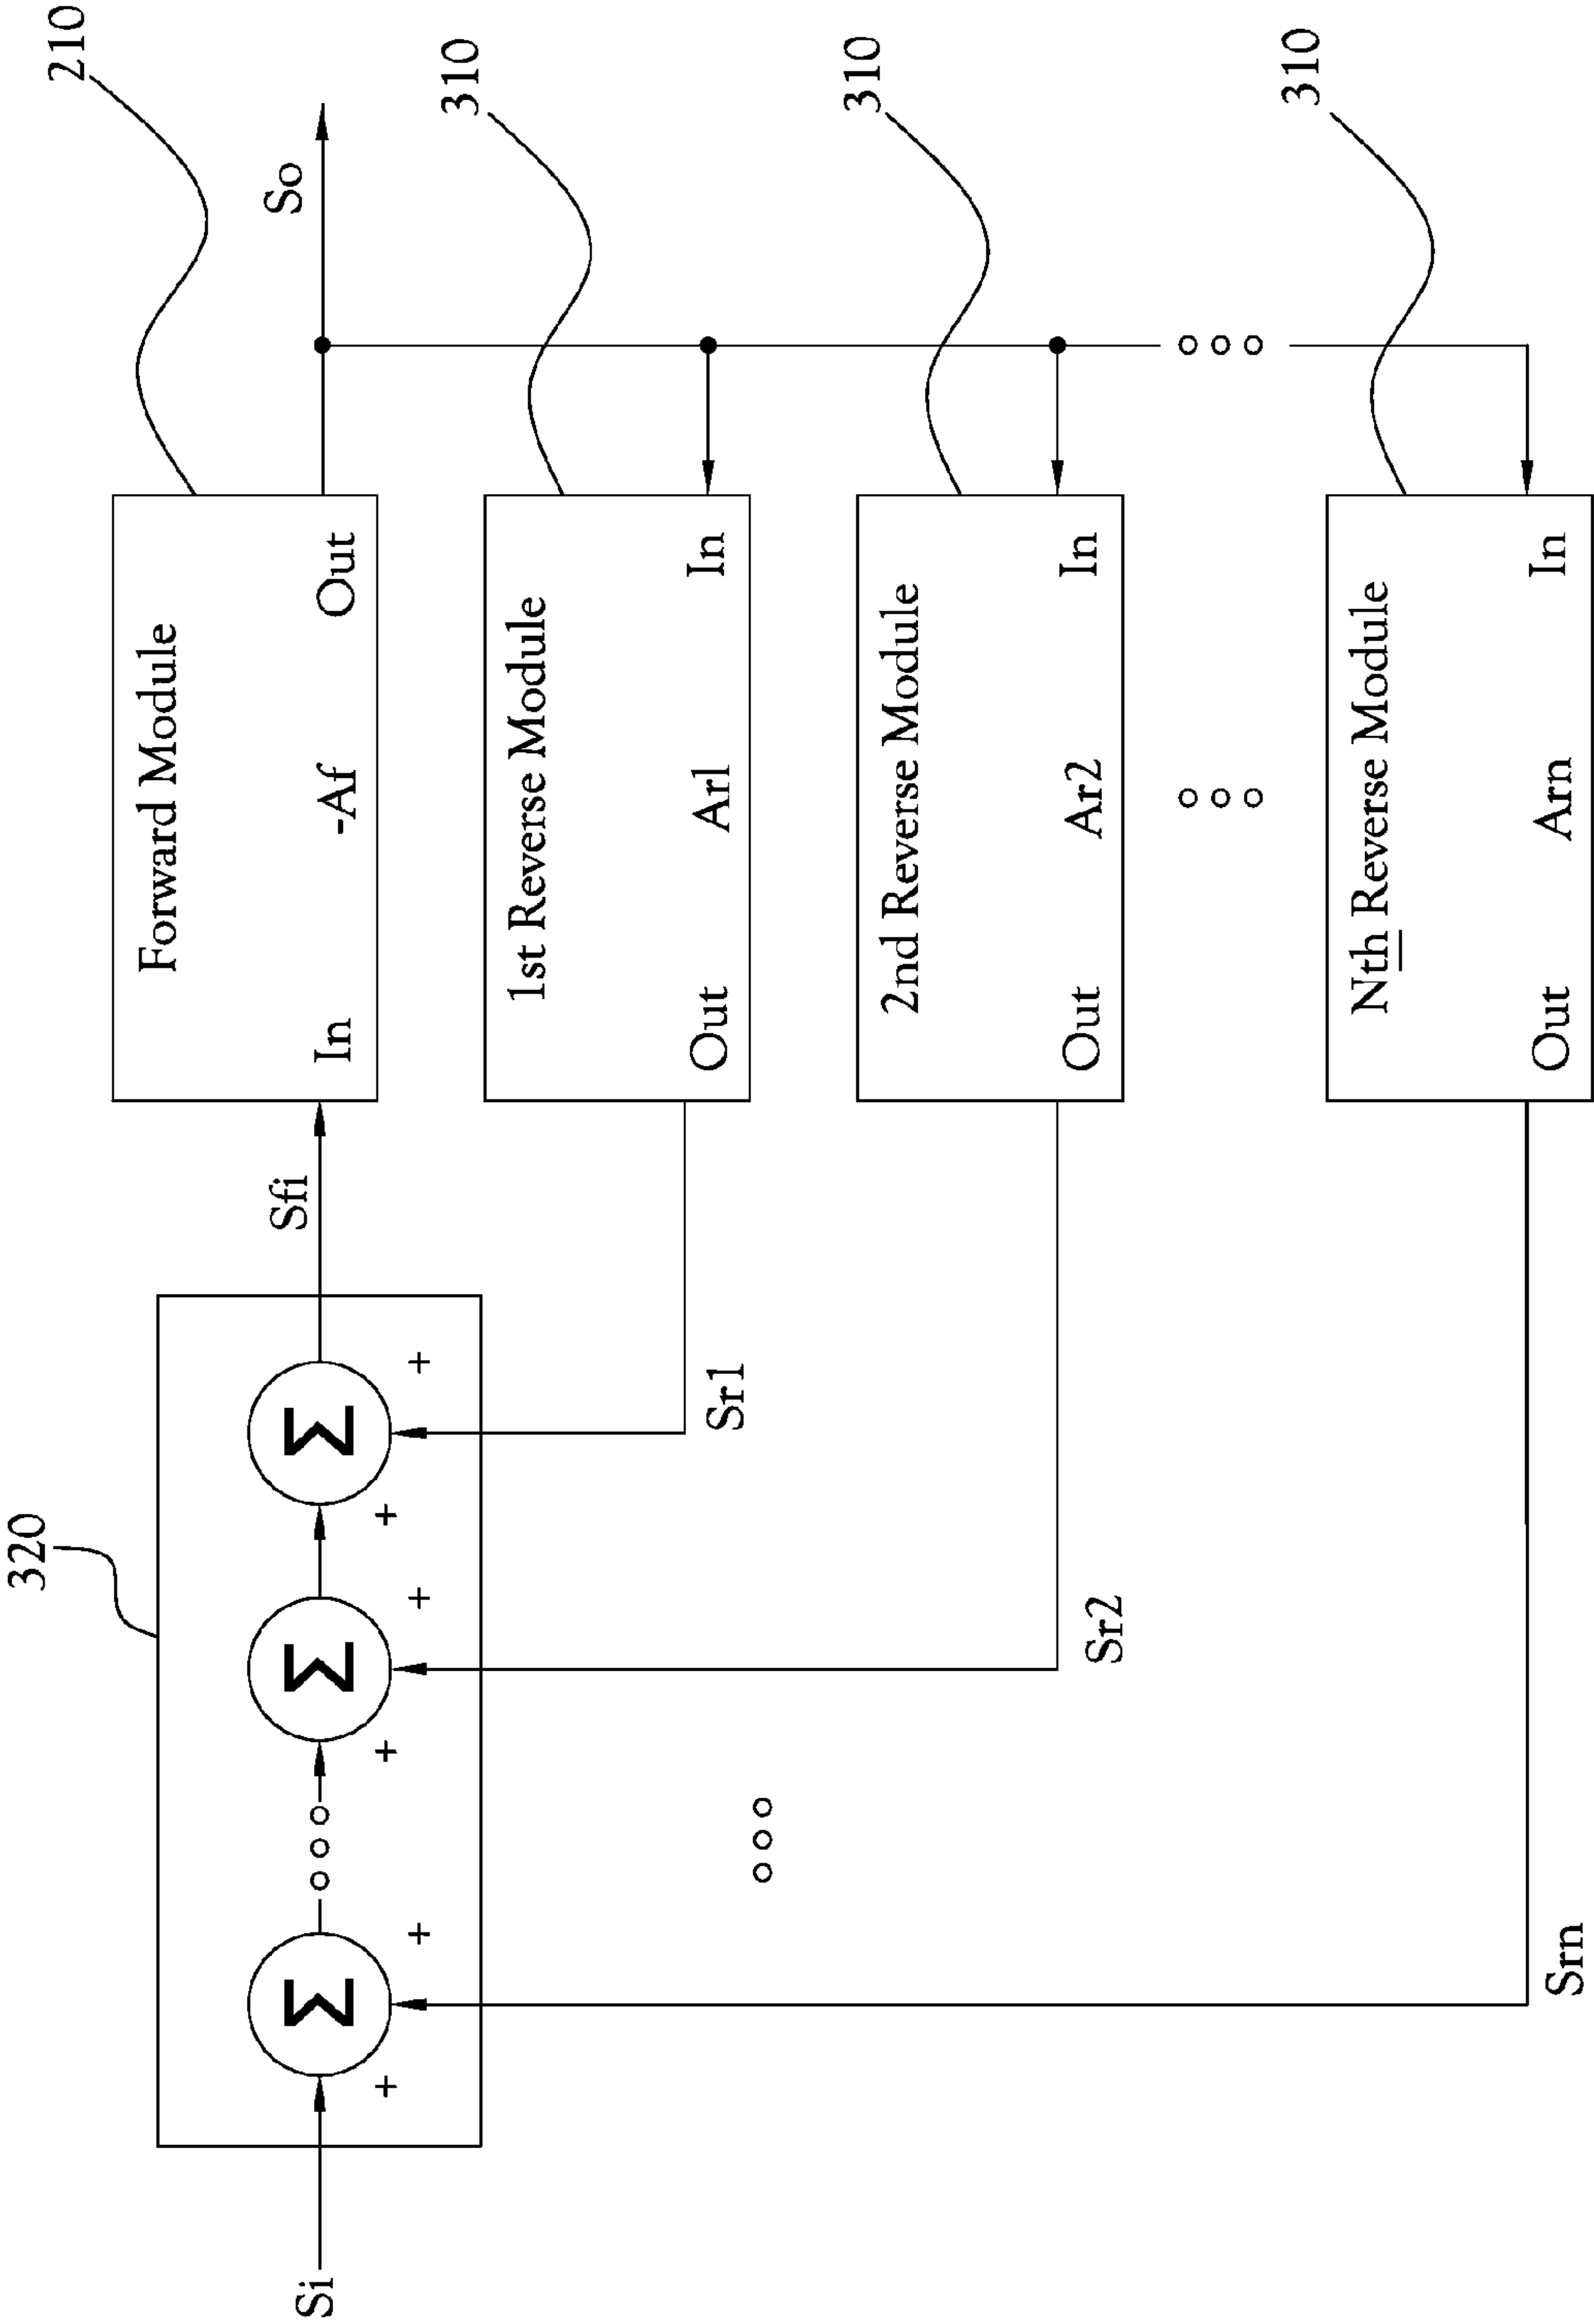 320
210
Si
+
Σ
+
+
Σ
+
+
Σ
+
Sfi
Forward Module
In
-Af
Out
So
Sr1
1st Reverse Module
Out
Ar1
In
310
Sr2
2nd Reverse Module
Out
Ar2
In
310
Srn
Nth Reverse Module
Out
Arn
In
310